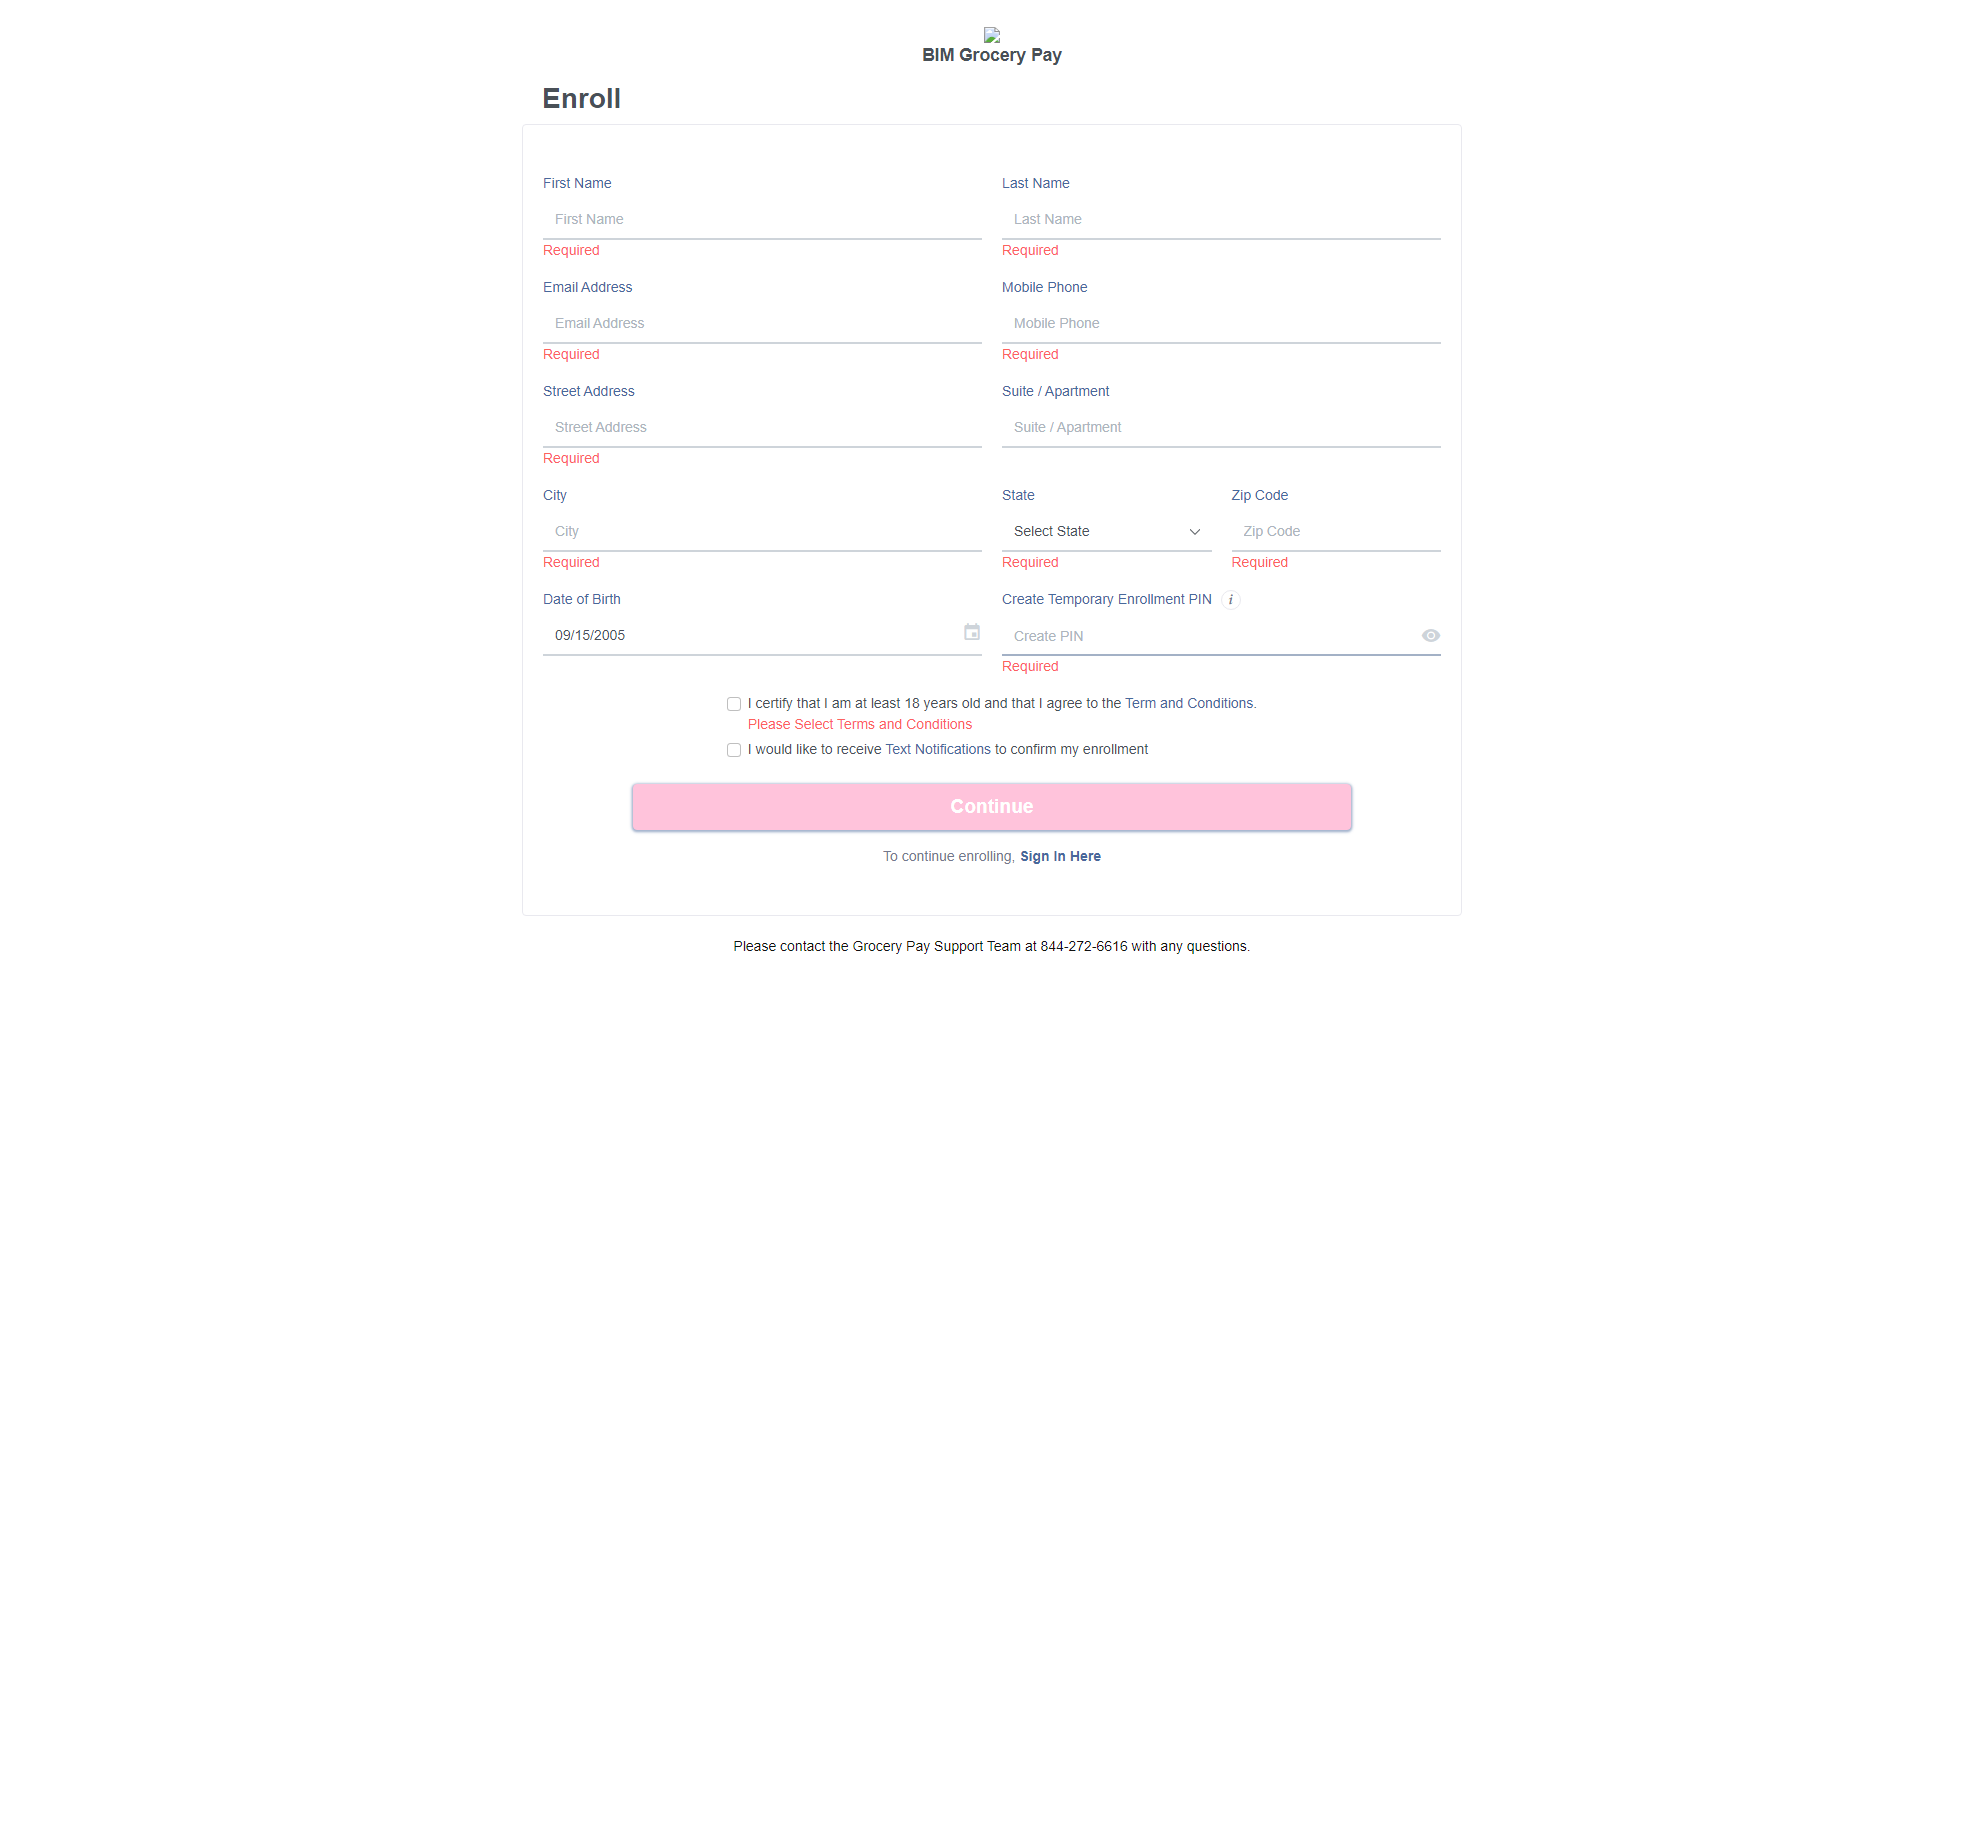 BIM Grocery Pay
Enroll
First Name
Last Name
First Name
Last Name
Required
Required
Email Address
Mobile Phone
Email Address
Mobile Phone
Required
Required
Street Address
Suite / Apartment
Street Address
Suite / Apartment
Required
City
State
Zip Code
City
Select State
Zip Code
Required
Required
Required
Date of Birth
Create Temporary Enrollment PIN i
09/15/2005
Create PIN
Required
I certify that I am at least 18 years old and that I agree to the Term and Conditions.
Please Select Terms and Conditions
I would like to receive Text Notifications to confirm my enrollment
Continue
To continue enrolling, Sign In Here
Please contact the Grocery Pay Support Team at 844-272-6616 with any questions.